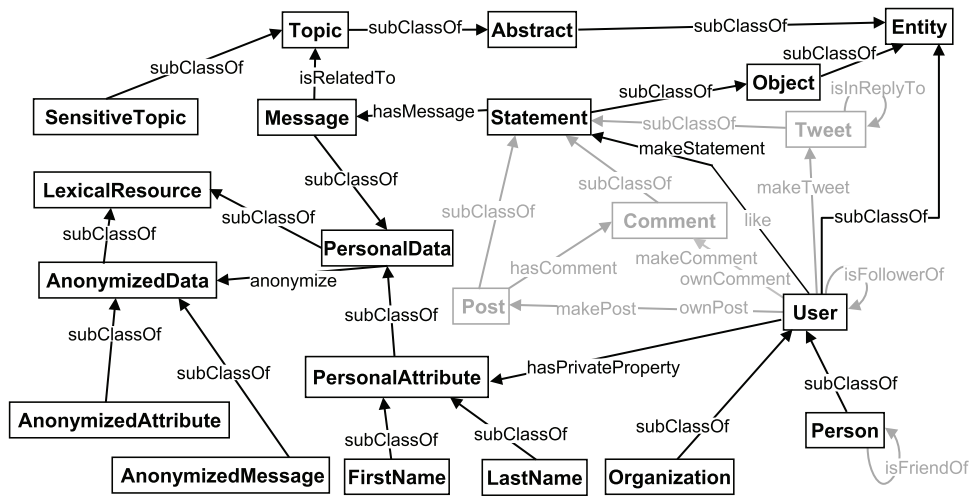 Topic
subClassOf
Abstract
subClassOf
Entity
subClassOf
isRelatedTo
subClassOf
Object
isInReplyTo
SensitiveTopic
Message
hasMessage
Statement
subClassOf
subClassOf
Tweet
makeStatement
LexicalResource
subClassOf
subClassOf
makeTweet
subClassOf
subClassOf
Comment
like
subClassOf
subClassOf
PersonalData
hasComment
makeComment
ownComment
isFollowerOf
AnonymizedData
anonymize
Post
makePost
ownPost
User
subClassOf
subClassOf
subClassOf
PersonalAttribute
hasPrivateProperty
subClassOf
AnonymizedAttribute
subClassOf
subClassOf
subClassOf
Person
AnonymizedMessage
FirstName
LastName
Organization
isFriendOf